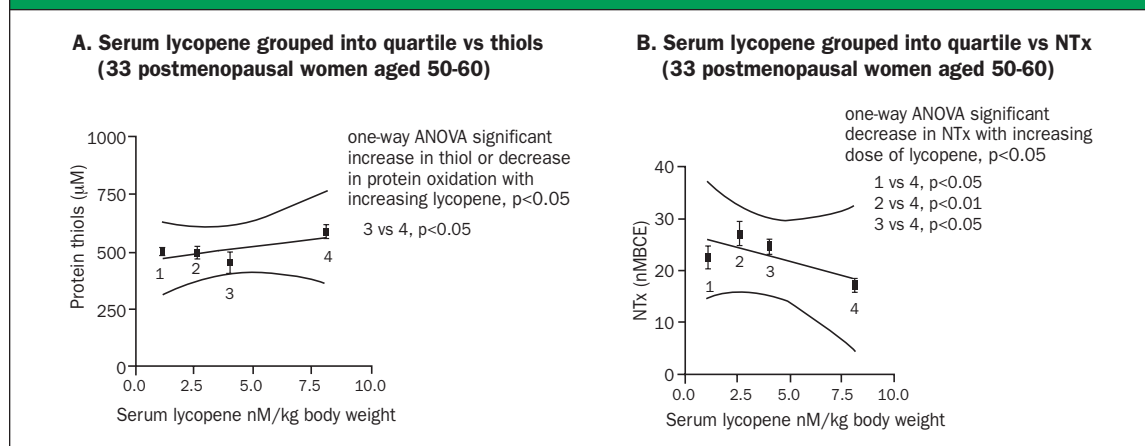 A. Serum lycopene grouped into quartile vs thiols
(33 postmenopausal women aged 50-60)
one-way ANOVA significant
increase in thiol or decrease
in protein oxidation with
increasing lycopene, p<0.05
3 vs 4, p<0.05
Protein thiols (µM)
1000
750
500
250
0
1
2
3
4
0.0
2.5
5.0
7.5
10.0
Serum lycopene nM/kg body weight
B. Serum lycopene grouped into quartile vs NTx
(33 postmenopausal women aged 50-60)
one-way ANOVA significant
decrease in NTx with increasing
dose of lycopene, p<0.05
1 vs 4, p<0.05
2 vs 4, p<0.01
3 vs 4, p<0.05
NTx (nMBCE)
40
30
20
10
0
1
2
3
4
0.0
2.5
5.0
7.5
10.0
Serum lycopene nM/kg body weight